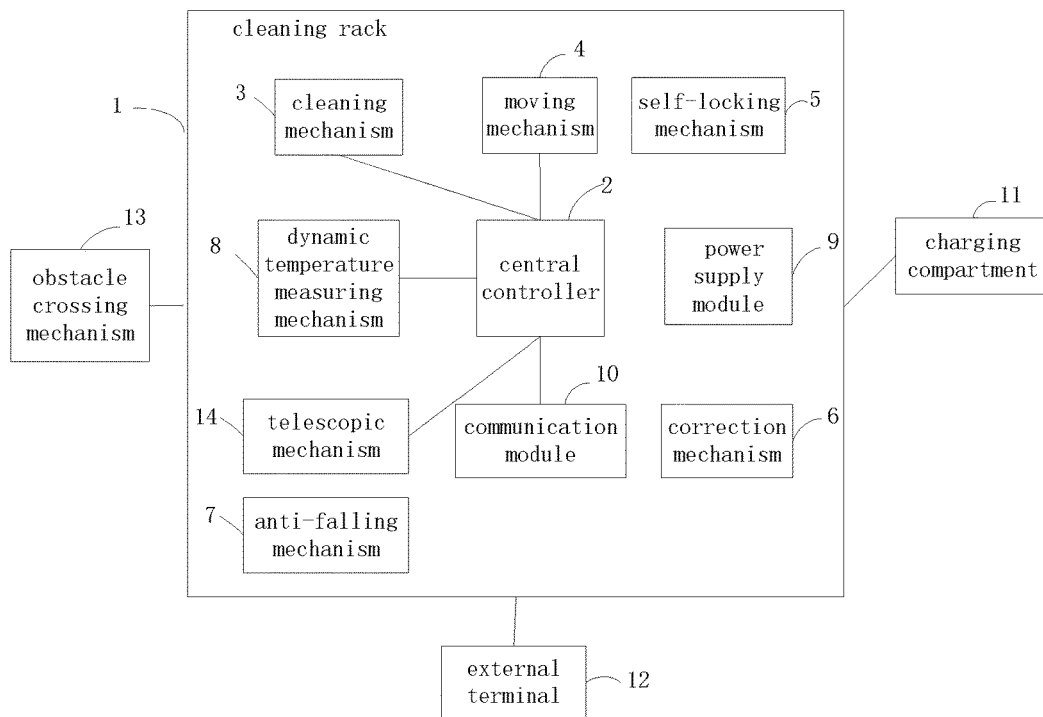 cleaning rack
4
3
cleaning
mechanism
moving
mechanism
self-locking
mechanism
5
1
2
11
13
8
dynamic
temperature
measuring
mechanism
central
controller
power
supply
module
9
charging
compartment
obstacle
crossing
mechanism
10
14
telescopic
mechanism
communication
module
correction
mechanism
6
7
anti-falling
mechanism
external
terminal
12